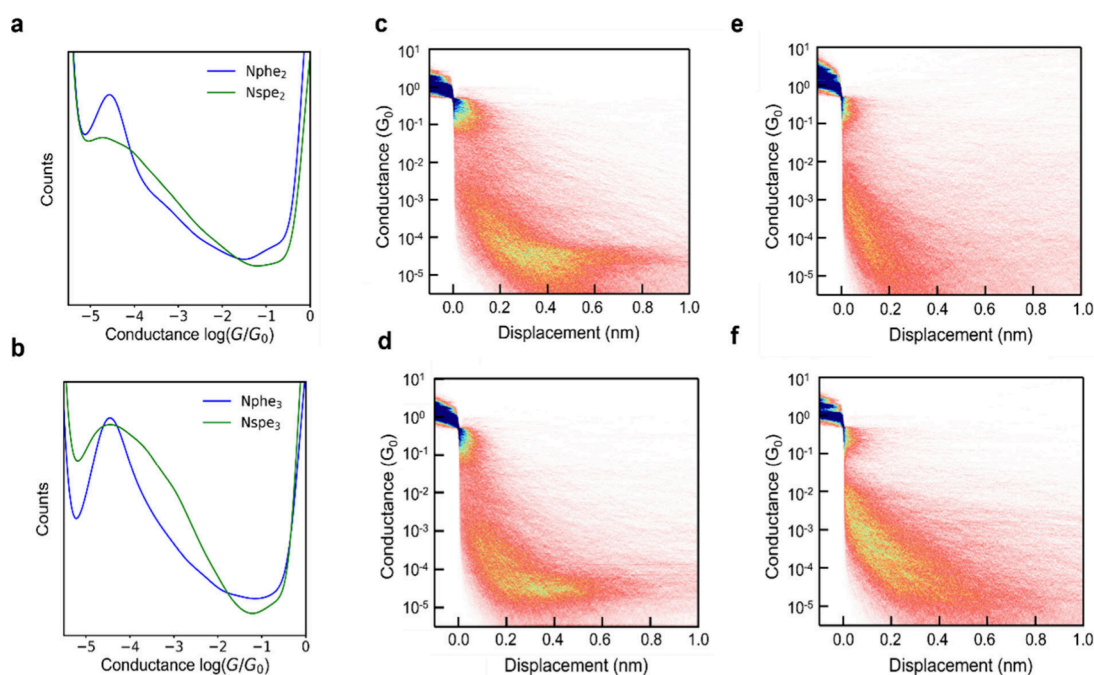 a
Nphe2
Nspe2
Counts
−5 −4 −3 −2 −1 0
Conductance log(G/G0)
b
Nphe3
Nspe3
Counts
−5 −4 −3 −2 −1 0
Conductance log(G/G0)
c
Conductance (G0)
10^1
10^0
10^-1
10^-2
10^-3
10^-4
10^-5
0.0 0.2 0.4 0.6 0.8 1.0
Displacement (nm)
d
Conductance (G0)
10^1
10^0
10^-1
10^-2
10^-3
10^-4
10^-5
0.0 0.2 0.4 0.6 0.8 1.0
Displacement (nm)
e
Conductance (G0)
10^1
10^0
10^-1
10^-2
10^-3
10^-4
10^-5
0.0 0.2 0.4 0.6 0.8 1.0
Displacement (nm)
f
Conductance (G0)
10^1
10^0
10^-1
10^-2
10^-3
10^-4
10^-5
0.0 0.2 0.4 0.6 0.8 1.0
Displacement (nm)